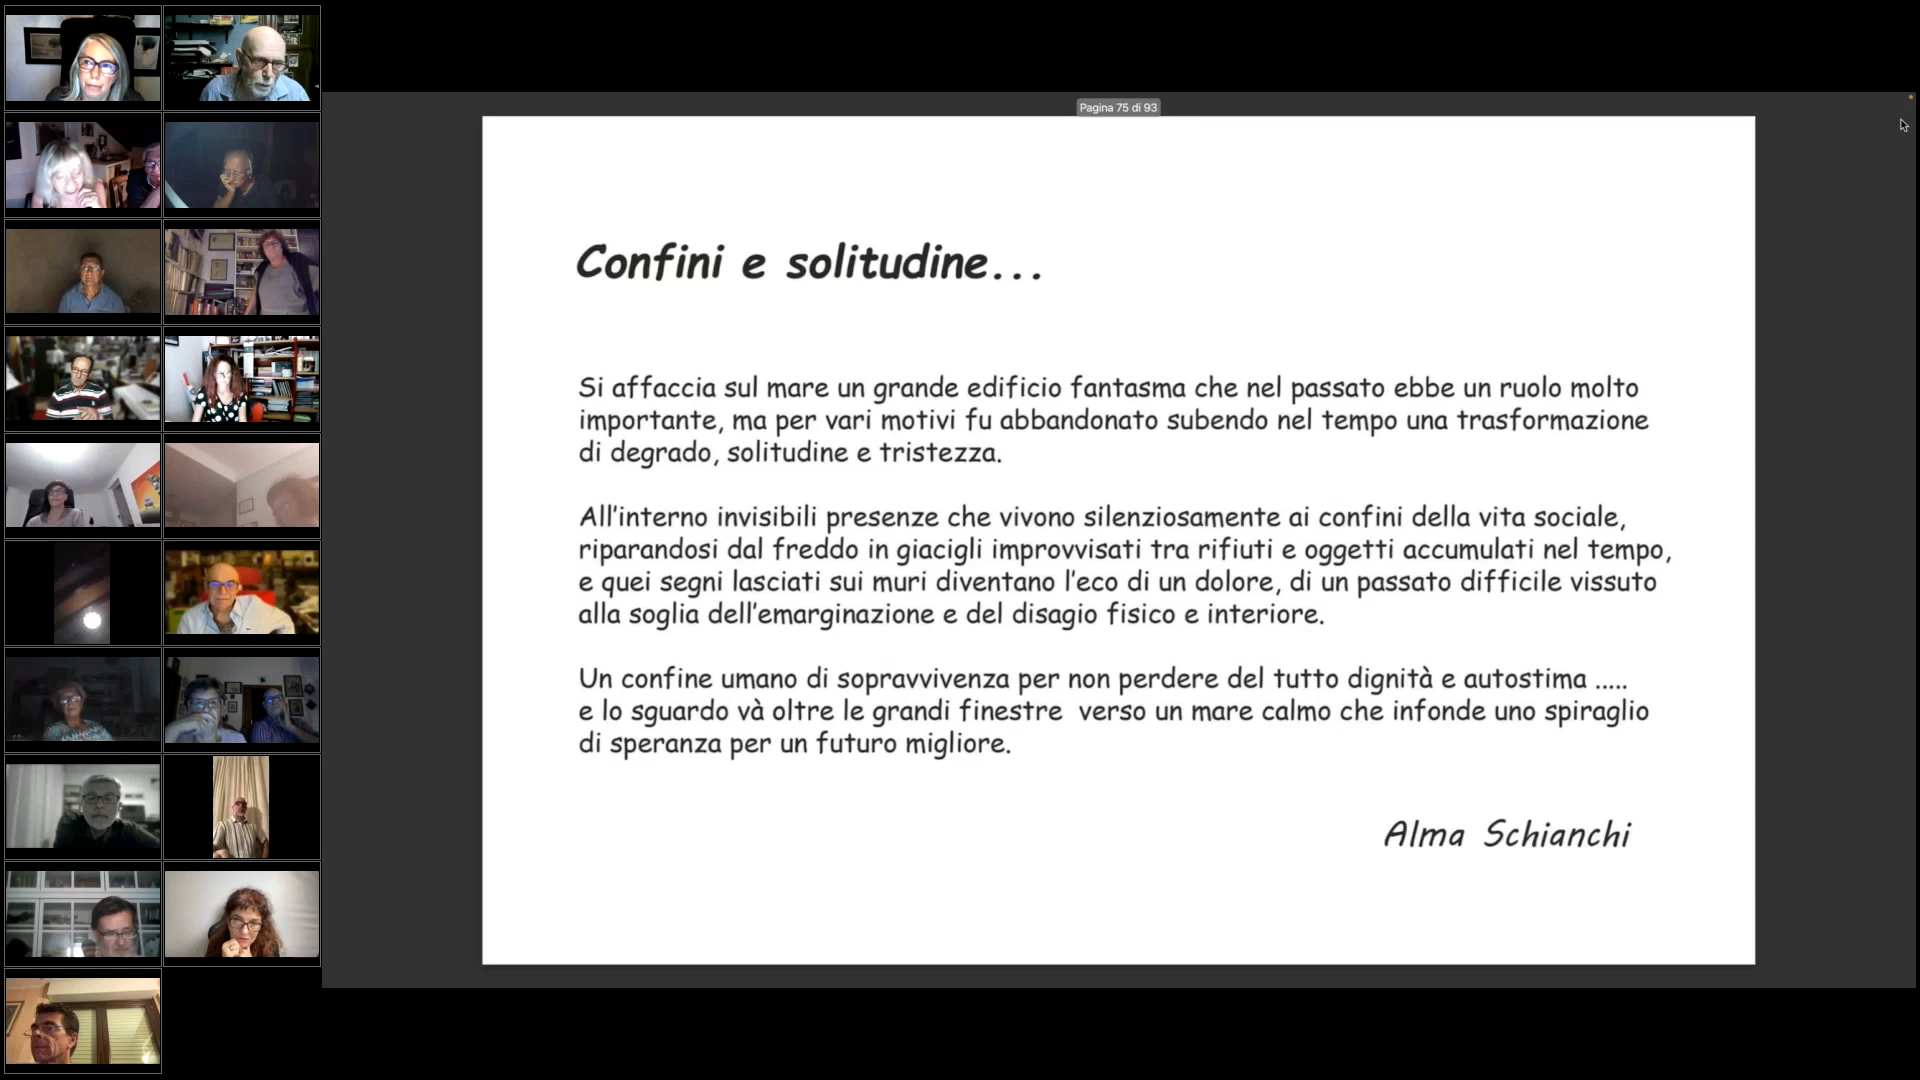 Pagina 75 di 93
Confini e solitudine...
Si affaccia sul mare un grande edificio fantasma che nel passato ebbe un ruolo molto
importante, ma per vari motivi fu abbandonato subendo nel tempo una trasformazione
di degrado, solitudine e tristezza.
All'interno invisibili presenze che vivono silenziosamente ai confini della vita sociale,
riparandosi dal freddo in giacigli improvvisati tra rifiuti e oggetti accumulati nel tempo,
e quei segni lasciati sui muri diventano l'eco di un dolore, di un passato difficile vissuto
alla soglia dell'emarginazione e del disagio fisico e interiore.
Un confine umano di sopravvivenza per non perdere del tutto dignità e autostima .....
e lo sguardo và oltre le grandi finestre  verso un mare calmo che infonde uno spiraglio
di speranza per un futuro migliore.
Alma Schianchi